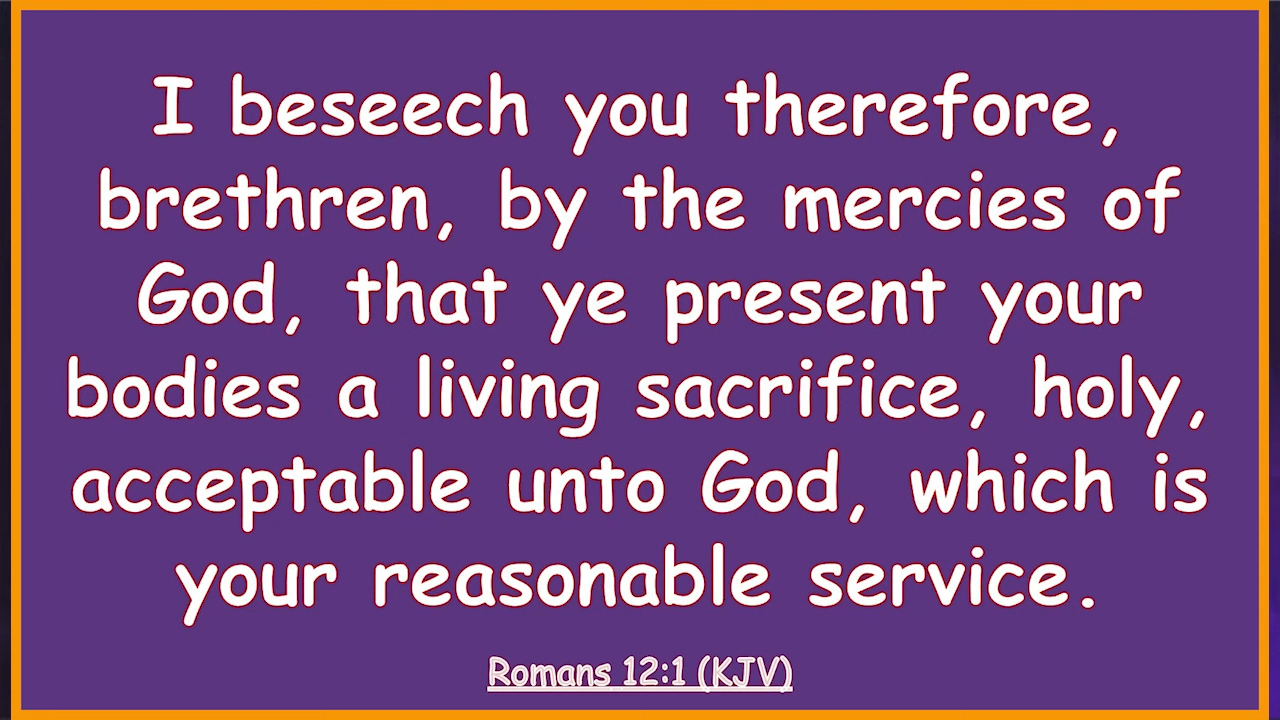 I beseech you therefore,
brethren, by the mercies of
God, that ye present your
bodies a living sacrifice, holy,
acceptable unto God, which is
your reasonable service.
Romans 12:1 (KJV)